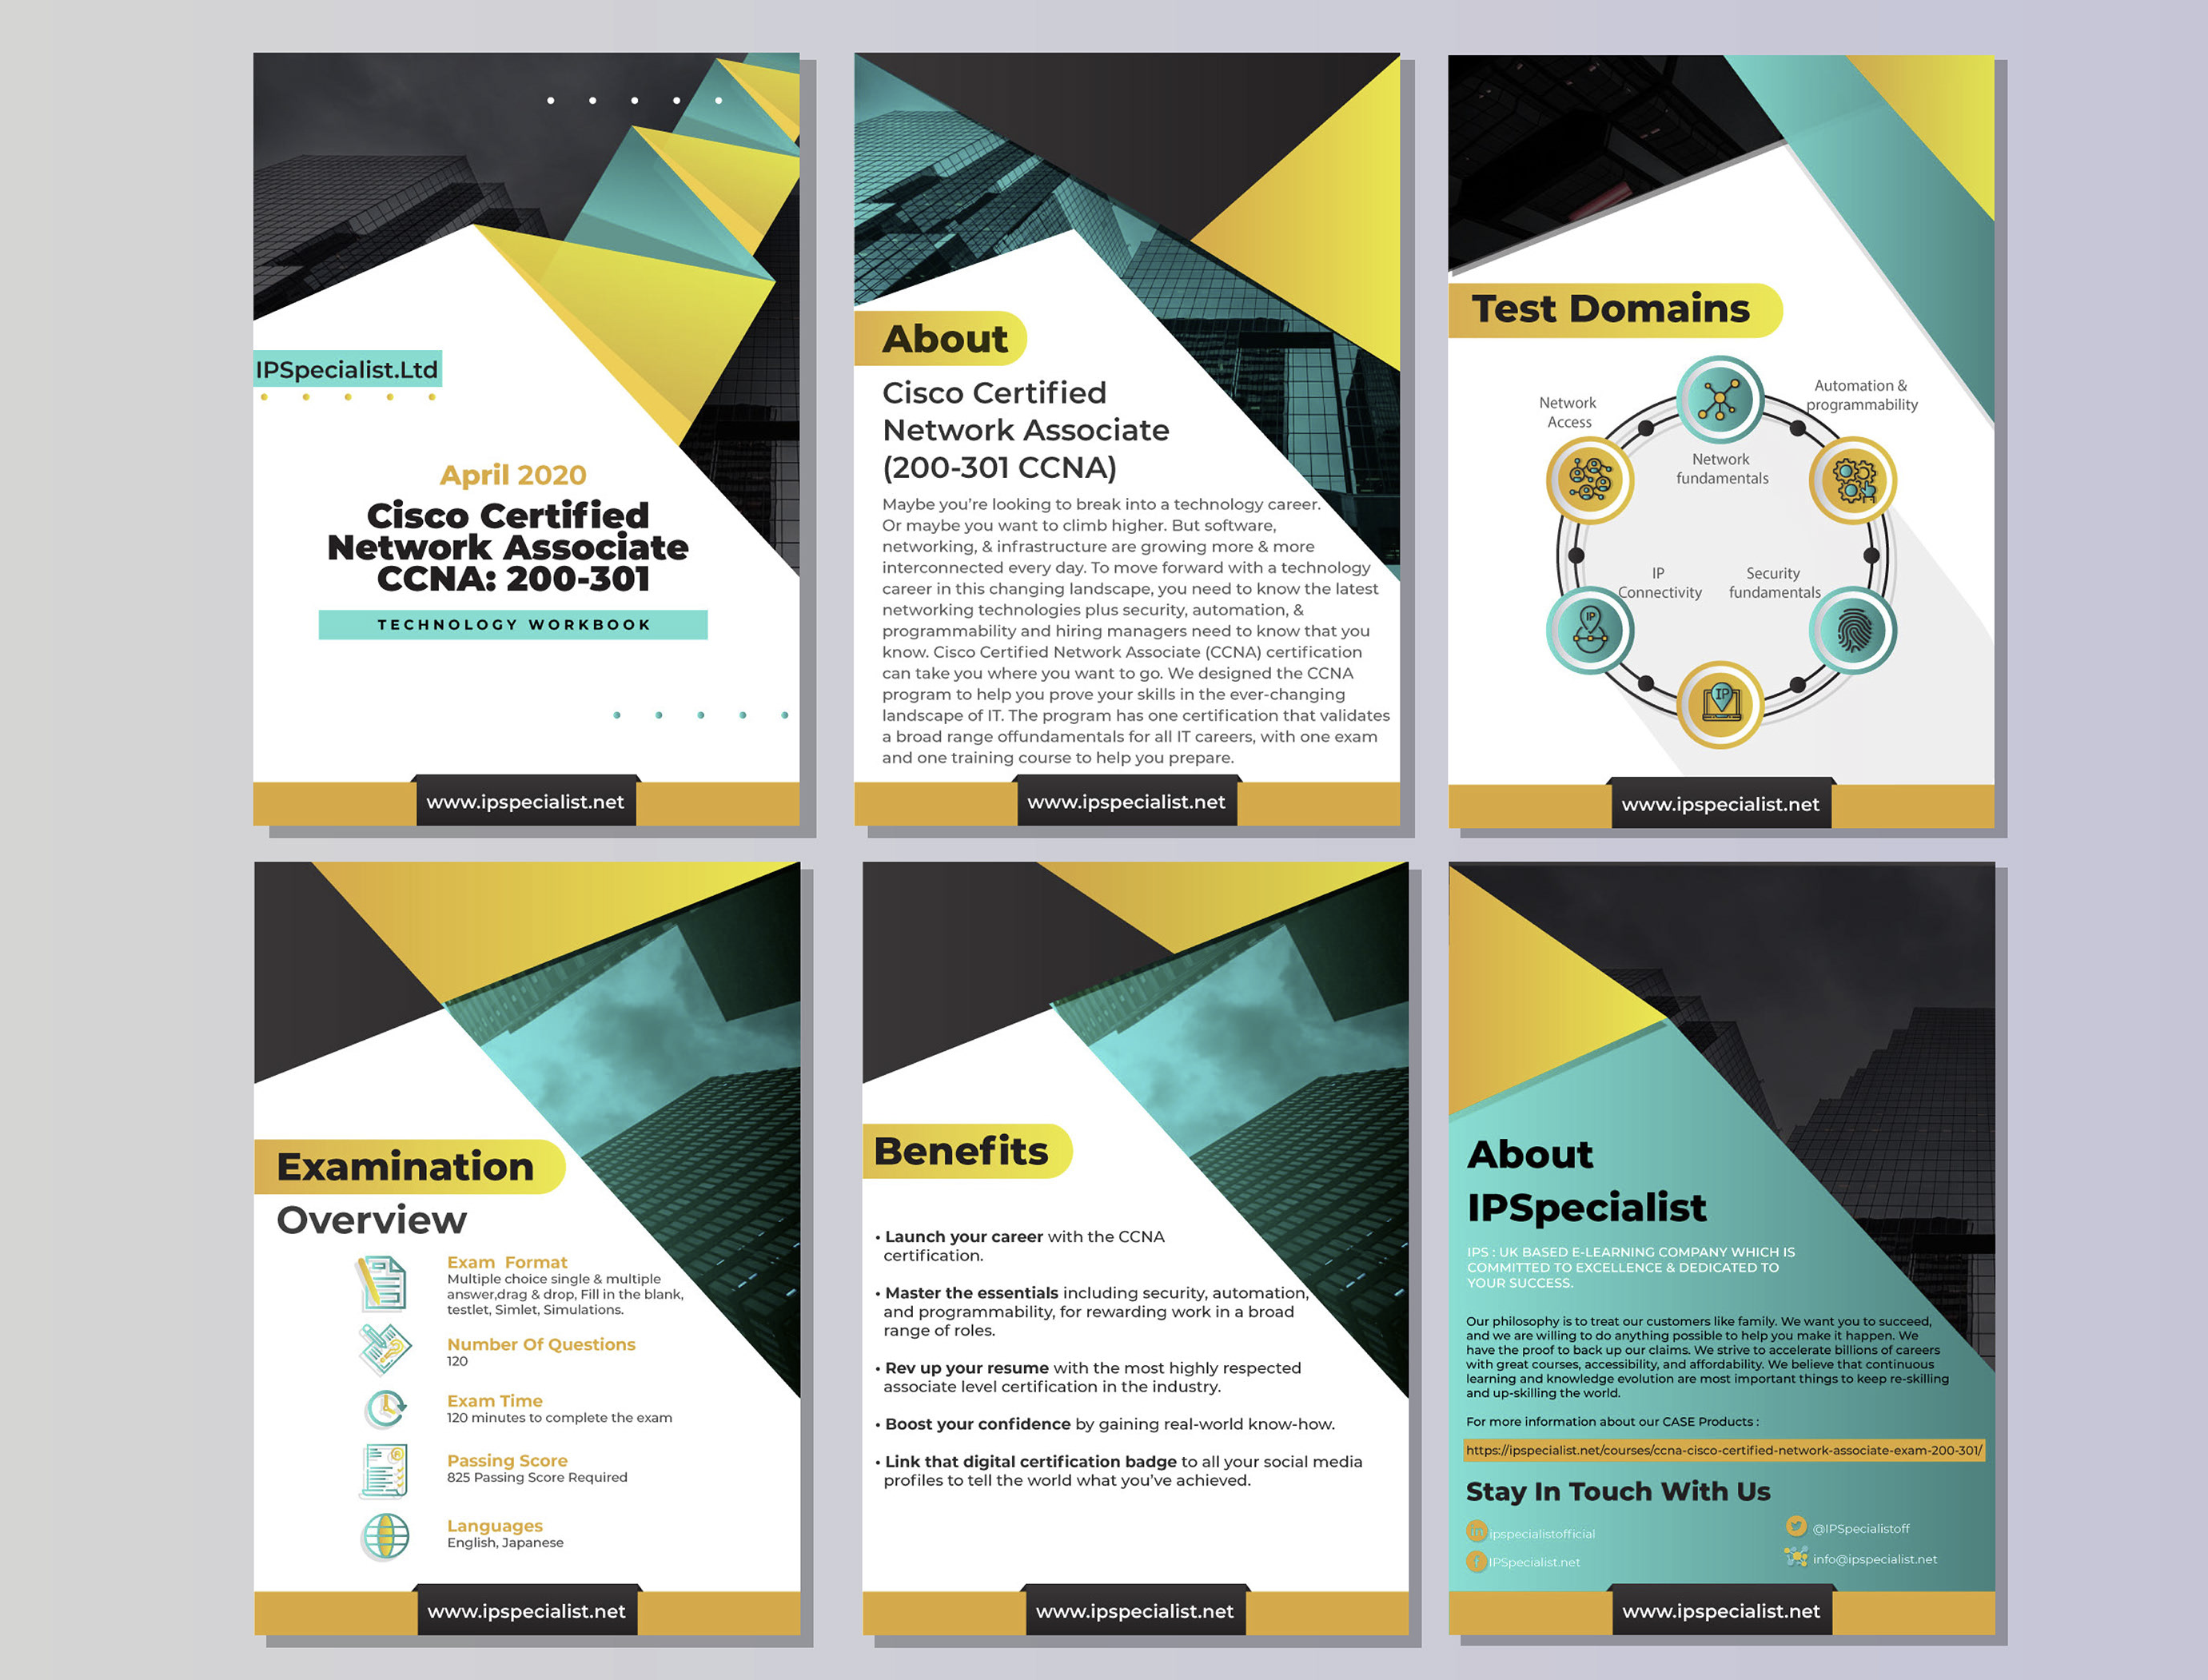 IPSpecialist.Ltd
April 2020
Cisco Certified
Network Associate
CCNA: 200-301
TECHNOLOGY WORKBOOK
www.ipspecialist.net
About
Cisco Certified
Network Associate
(200-301 CCNA)
Maybe you're looking to break into a technology career.
Or maybe you want to climb higher. But software,
networking, & infrastructure are growing more & more
interconnected every day. To move forward with a technology
career in this changing landscape, you need to know the latest
networking technologies plus security, automation, &
programmability and hiring managers need to know that you
know. Cisco Certified Network Associate (CCNA) certification
can take you where you want to go. We designed the CCNA
program to help you prove your skills in the ever-changing
landscape of IT. The program has one certification that validates
a broad range offundamentals for all IT careers, with one exam
and one training course to help you prepare.
www.ipspecialist.net
Test Domains
Automation &
programmability
Network
Access
Network
fundamentals
IP
Connectivity
Security
fundamentals
IP
IP
www.ipspecialist.net
Examination
Overview
Exam Format
Multiple choice single & multiple
answer,drag & drop, Fill in the blank,
testlet, Simlet, Simulations.
Number Of Questions
120
Exam Time
120 minutes to complete the exam
Passing Score
825 Passing Score Required
Languages
English, Japanese
www.ipspecialist.net
Benefits
• Launch your career with the CCNA
certification.
• Master the essentials including security, automation,
and programmability, for rewarding work in a broad
range of roles.
• Rev up your resume with the most highly respected
associate level certification in the industry.
• Boost your confidence by gaining real-world know-how.
• Link that digital certification badge to all your social media
profiles to tell the world what you've achieved.
www.ipspecialist.net
About
IPSpecialist
IPS : UK BASED E-LEARNING COMPANY WHICH IS
COMMITTED TO EXCELLENCE & DEDICATED TO
YOUR SUCCESS.
Our philosophy is to treat our customers like family. We want you to succeed,
and we are willing to do anything possible to help you make it happen. We
have the proof to back up our claims. We strive to accelerate billions of careers
with great courses, accessibility, and affordability. We believe that continuous
learning and knowledge evolution are most important things to keep re-skilling
and up-skilling the world.
For more information about our CASE Products :
https://ipspecialist.net/courses/ccna-cisco-certified-network-associate-exam-200-301/
Stay In Touch With Us
ipspecialistofficial
@IPSpecialistoff
IPSpecialist.net
info@ipspecialist.net
www.ipspecialist.net